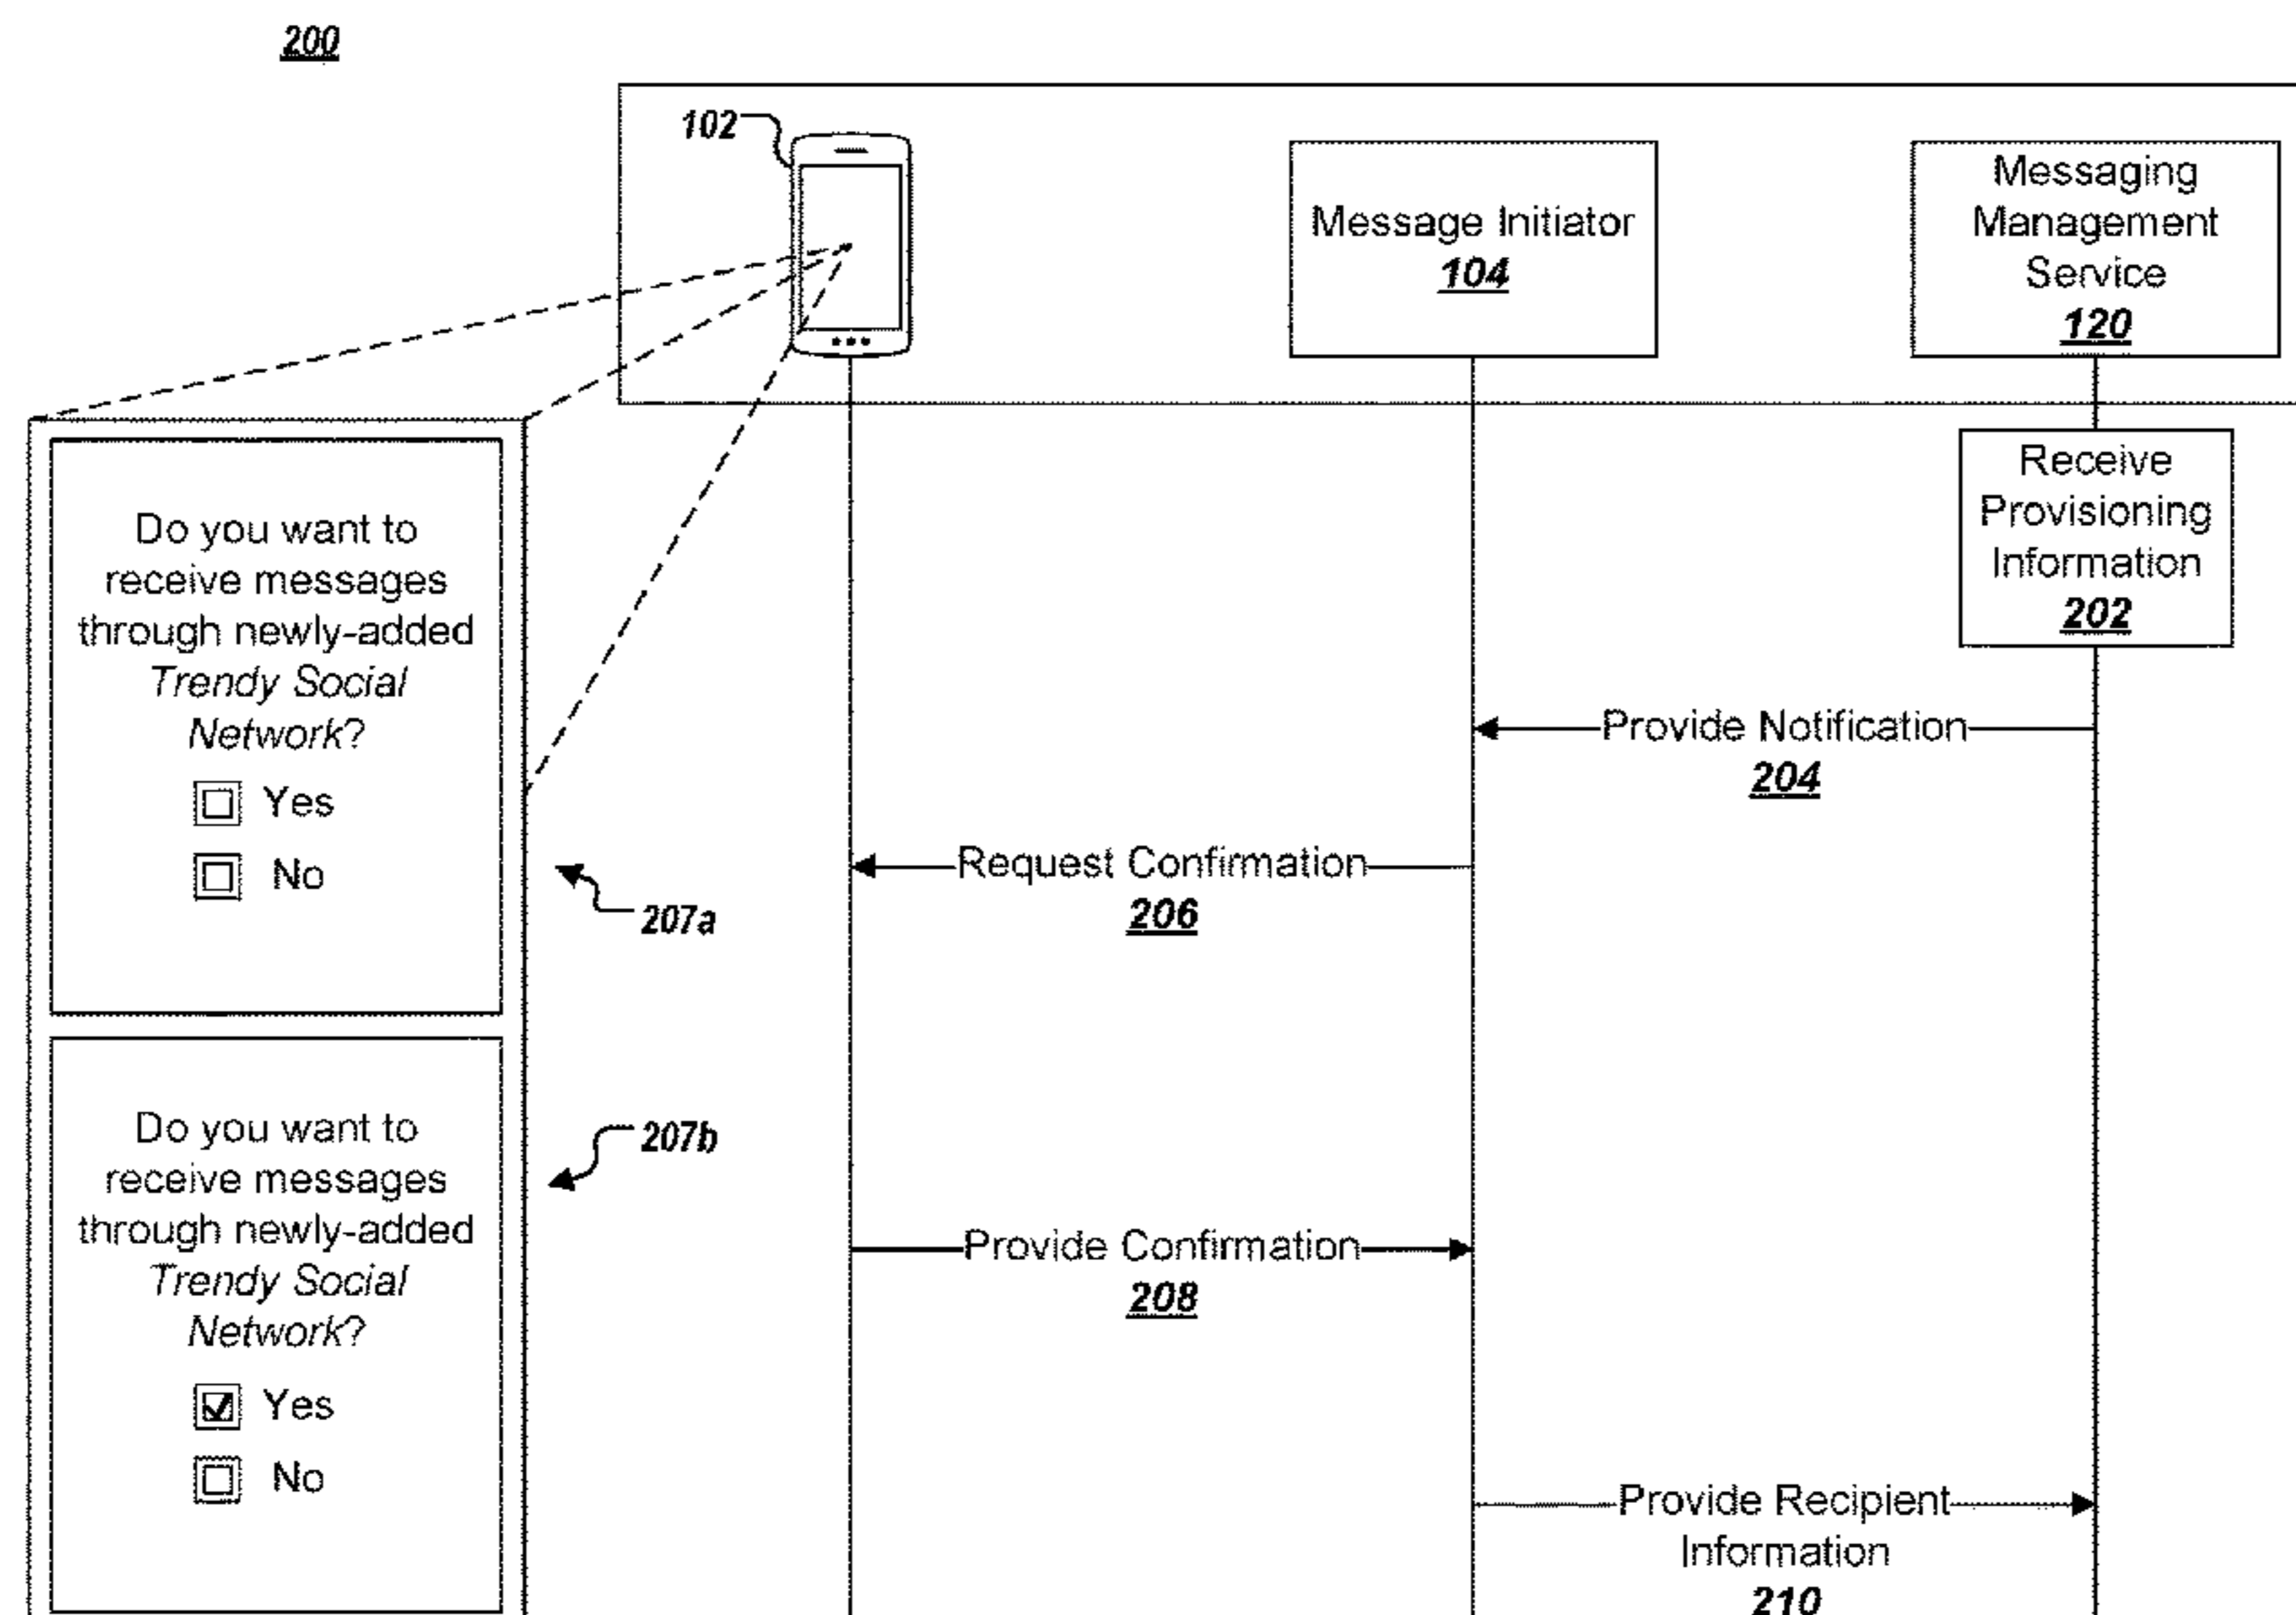 200
102
Message Initiator
104
Messaging
Management
Service
120
Receive
Provisioning
Information
202
Do you want to
receive messages
through newly-added
Trendy Social
Network?
Yes
No
207a
Provide Notification
204
Request Confirmation
206
Do you want to
receive messages
through newly-added
Trendy Social
Network?
Yes
No
207b
Provide Confirmation
208
Provide Recipient
Information
210